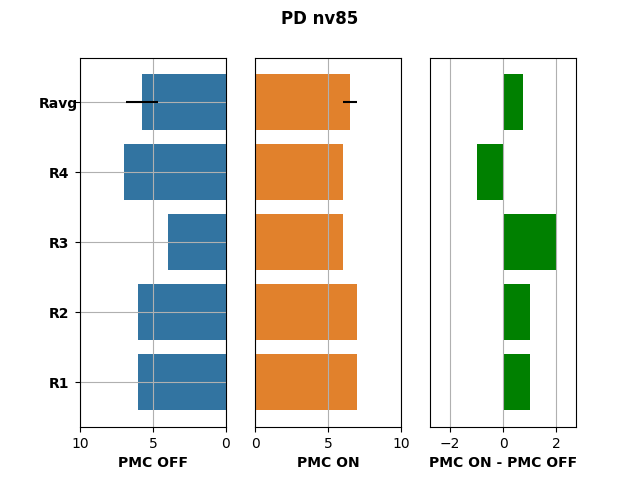 PD nv85
Ravg
R4
R3
R2
R1
10 5 0
0 5 10
−2 0 2
PMC OFF
PMC ON
PMC ON - PMC OFF